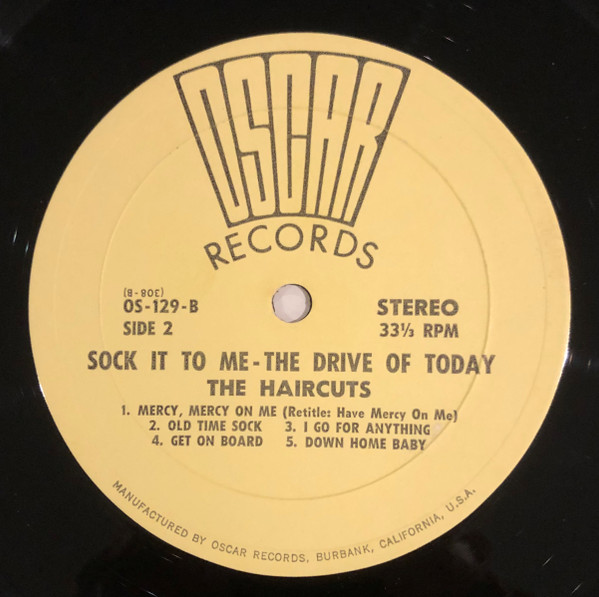 OSCAR
RECORDS
(308-B)
OS-129-B
SIDE 2
STEREO
33⅓ RPM
SOCK IT TO ME-THE DRIVE OF TODAY
THE HAIRCUTS
1. MERCY, MERCY ON ME (Retitle: Have Mercy On Me)
2. OLD TIME SOCK 3. I GO FOR ANYTHING
4. GET ON BOARD 5. DOWN HOME BABY
MANUFACTURED BY OSCAR RECORDS, BURBANK, CALIFORNIA, U.S.A.